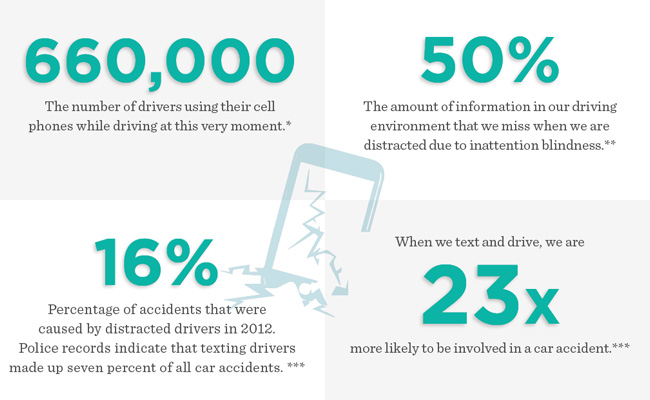 660,000
The number of drivers using their cell
phones while driving at this very moment.*
50%
The amount of information in our driving
environment that we miss when we are
distracted due to inattention blindness.**
16%
Percentage of accidents that were
caused by distracted drivers in 2012.
Police records indicate that texting drivers
made up seven percent of all car accidents. ***
When we text and drive, we are
23x
more likely to be involved in a car accident.***